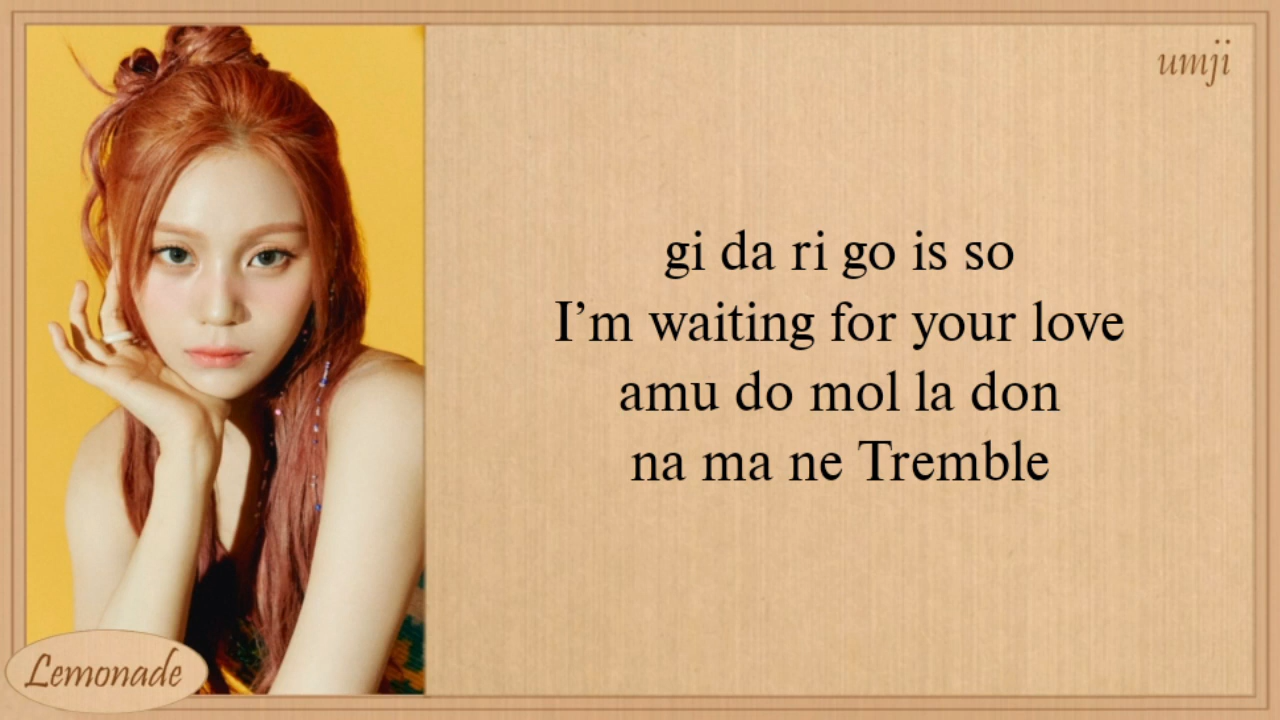 umji
gi da ri go is so
I'm waiting for your love
amu do mol la don
na ma ne Tremble
Lemonade